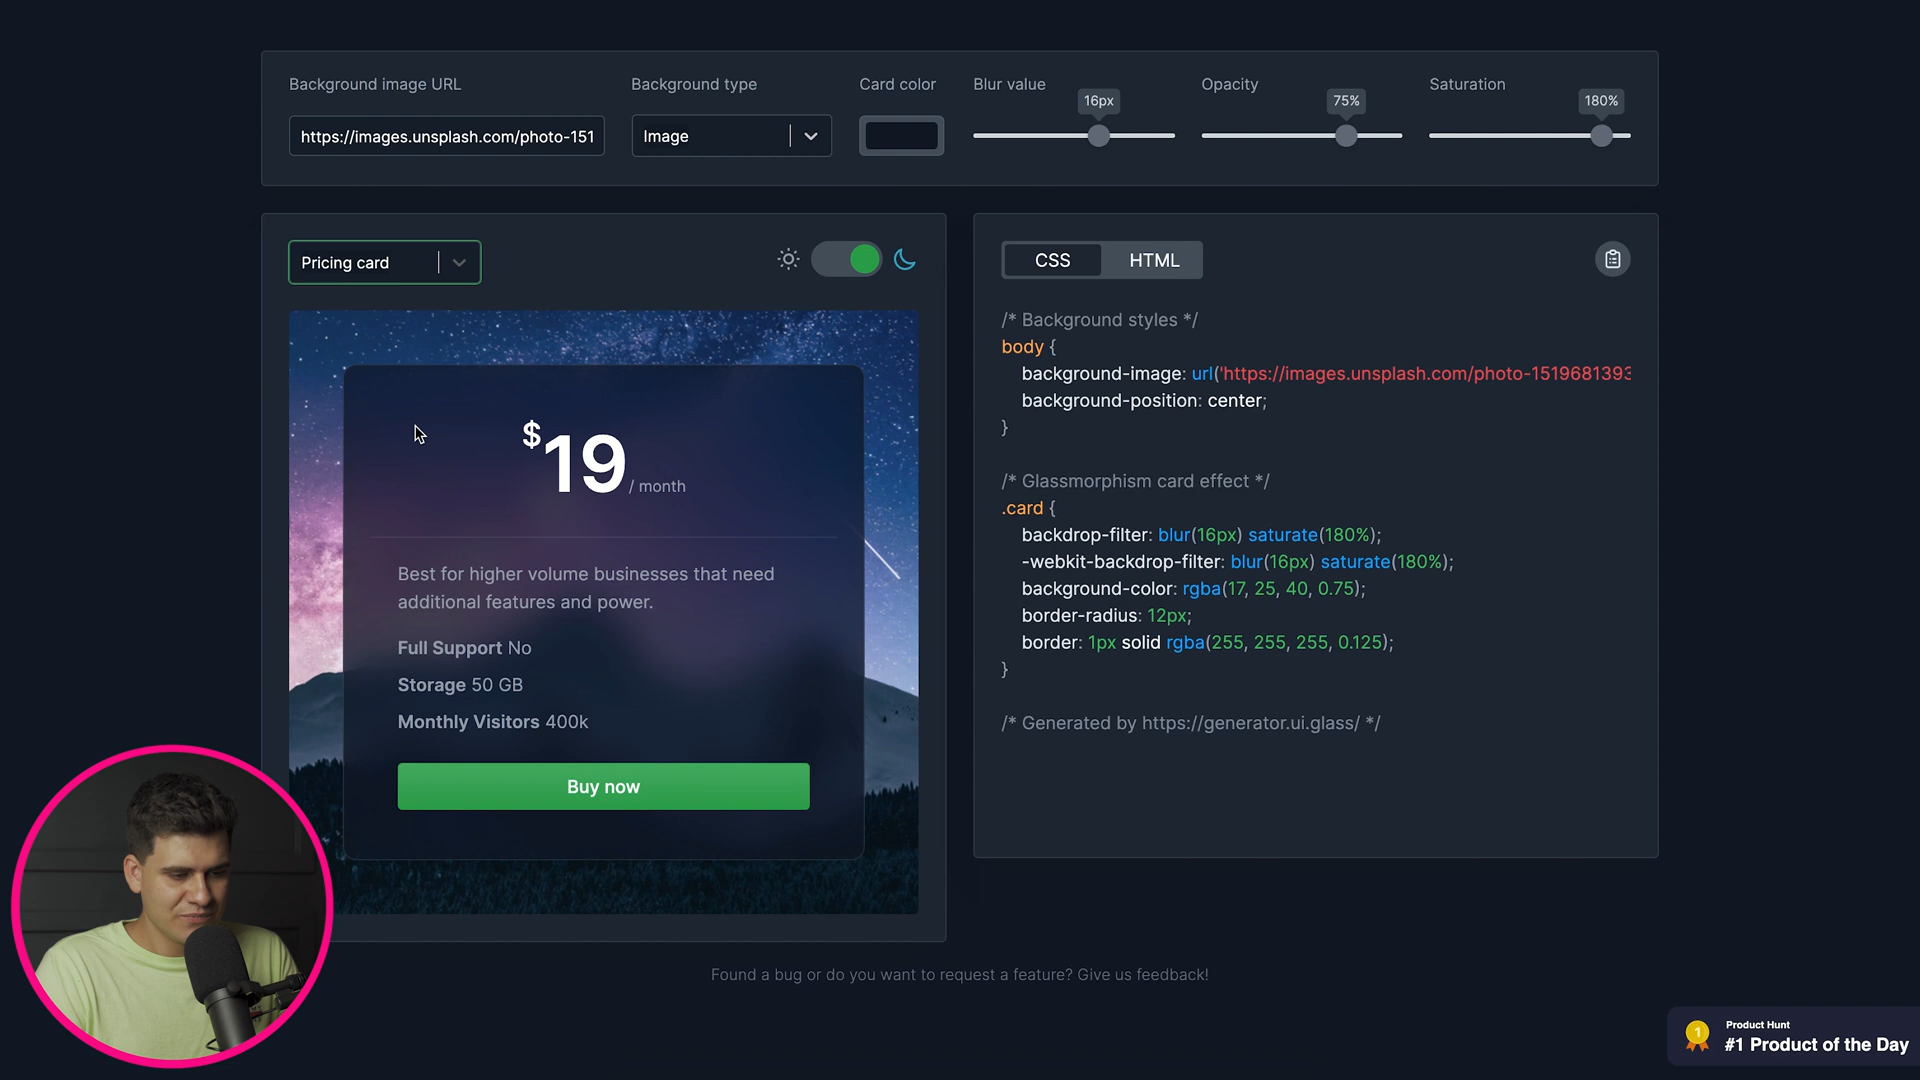 Background image URL
Background type
Card color
Blur value
Opacity
Saturation
16px
75%
180%
https://images.unsplash.com/photo-151
Image
Pricing card
CSS
HTML
$19 / month
Best for higher volume businesses that need
additional features and power.
Full Support No
Storage 50 GB
Monthly Visitors 400k
Buy now
/* Background styles */
body {
background-image: url('https://images.unsplash.com/photo-1519681393
background-position: center;
}
/* Glassmorphism card effect */
.card {
backdrop-filter: blur(16px) saturate(180%);
-webkit-backdrop-filter: blur(16px) saturate(180%);
background-color: rgba(17, 25, 40, 0.75);
border-radius: 12px;
border: 1px solid rgba(255, 255, 255, 0.125);
}
/* Generated by https://generator.ui.glass/ */
Found a bug or do you want to request a feature? Give us feedback!
1
Product Hunt
#1 Product of the Day